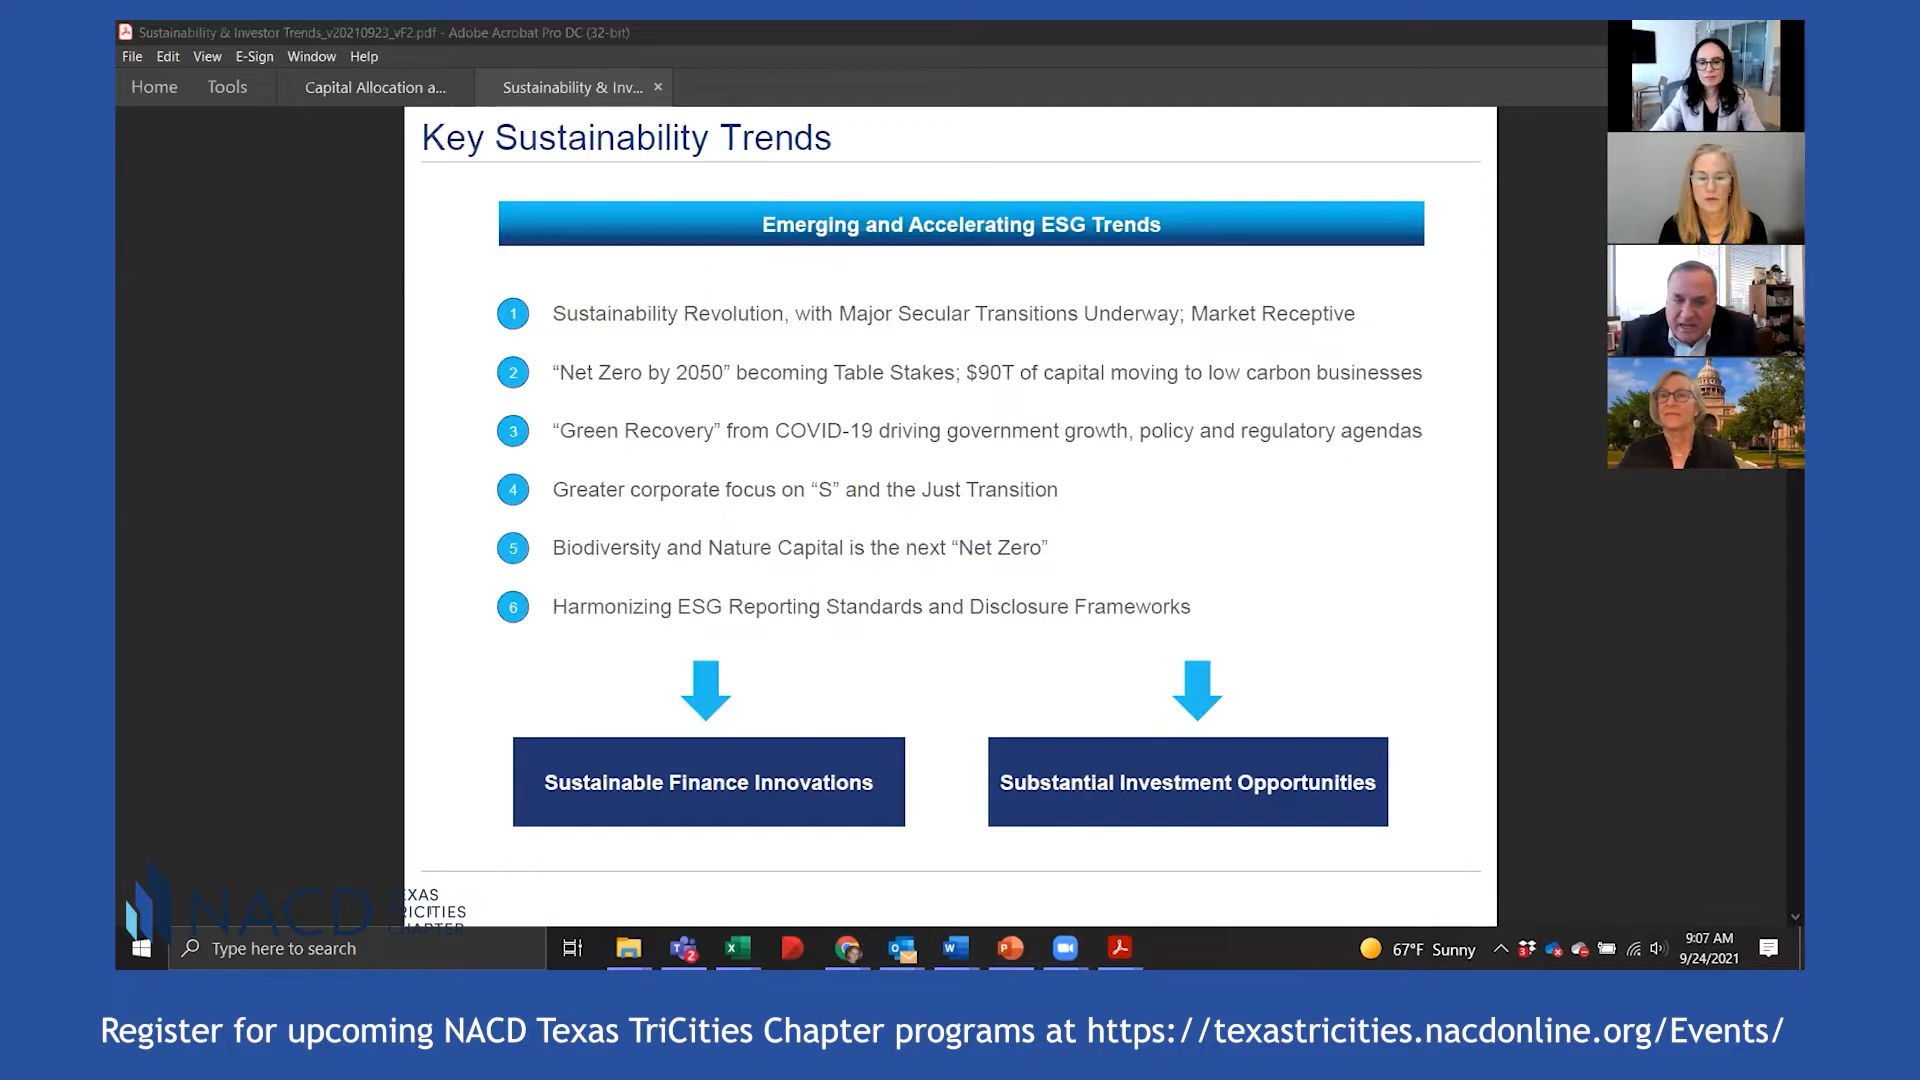 Sustainability & Investor Trends_v20210923_vF2.pdf - Adobe Acrobat Pro DC (32-bit)
File Edit View E-Sign Window Help
Home Tools Capital Allocation a... Sustainability & Inv... ×
Key Sustainability Trends
Emerging and Accelerating ESG Trends
1 Sustainability Revolution, with Major Secular Transitions Underway; Market Receptive
2 “Net Zero by 2050” becoming Table Stakes; $90T of capital moving to low carbon businesses
3 “Green Recovery” from COVID-19 driving government growth, policy and regulatory agendas
4 Greater corporate focus on “S” and the Just Transition
5 Biodiversity and Nature Capital is the next “Net Zero”
6 Harmonizing ESG Reporting Standards and Disclosure Frameworks
Sustainable Finance Innovations
Substantial Investment Opportunities
NACD
TEXAS
TRICITIES
CHAPTER
Type here to search
67°F Sunny
9:07 AM
9/24/2021
Register for upcoming NACD Texas TriCities Chapter programs at https://texastricities.nacdonline.org/Events/